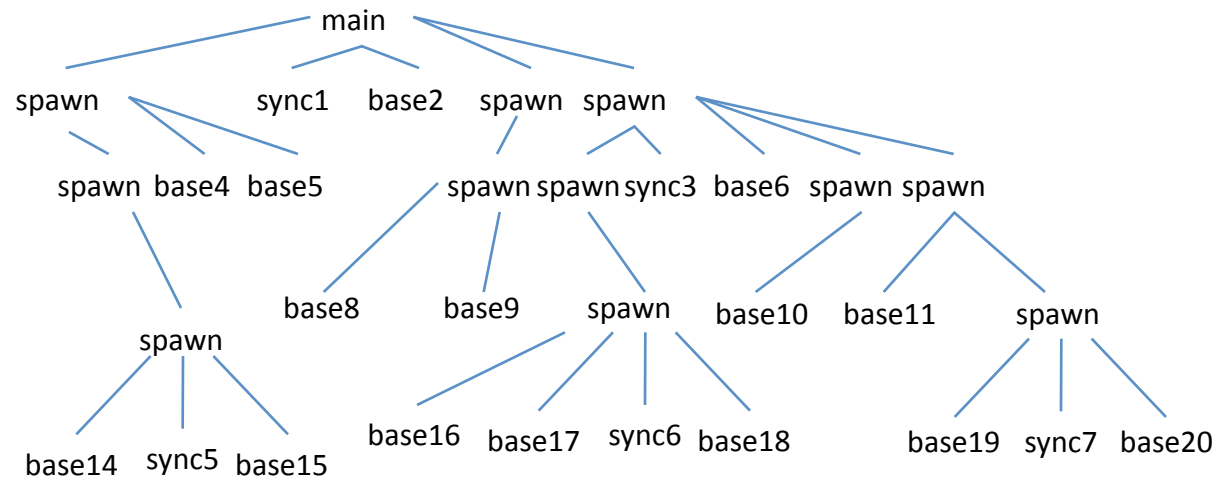 main
spawn sync1 base2 spawn spawn
spawn base4 base5 spawn spawn sync3 base6 spawn spawn
base8 base9 spawn base10 base11 spawn
spawn
base16 base17 sync6 base18 base19 sync7 base20
base14 sync5 base15